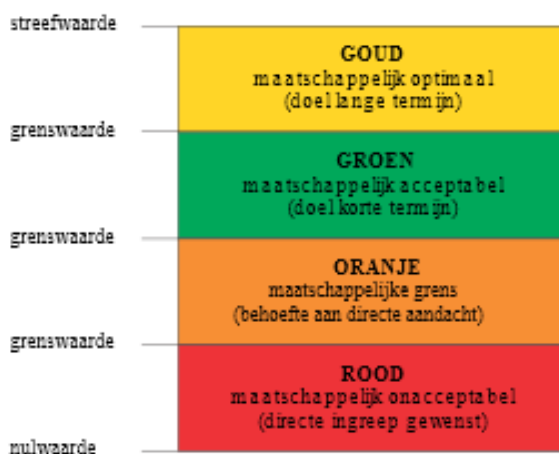 streefwaarde
GOUD
maatschappelijk optimaal
(doel lange termijn)
grenswaarde
GROEN
maatschappelijk acceptabel
(doel korte termijn)
grenswaarde
ORANJE
maatschappelijke grens
(behoefte aan directe aandacht)
grenswaarde
ROOD
maatschappelijk onacceptabel
(directe ingreep gewenst)
nulwaarde